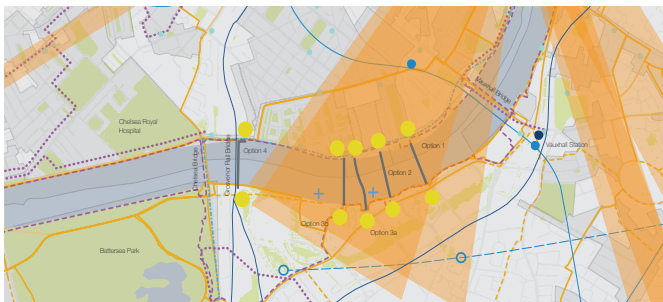 Vauxhall Bridge
Chelsea Royal
Hospital
Option 1
Vauxhall Station
Option 4
Chelsea Bridge
Grosvenor Rail Bridge
Option 2
Option 3b
Option 3a
Battersea Park